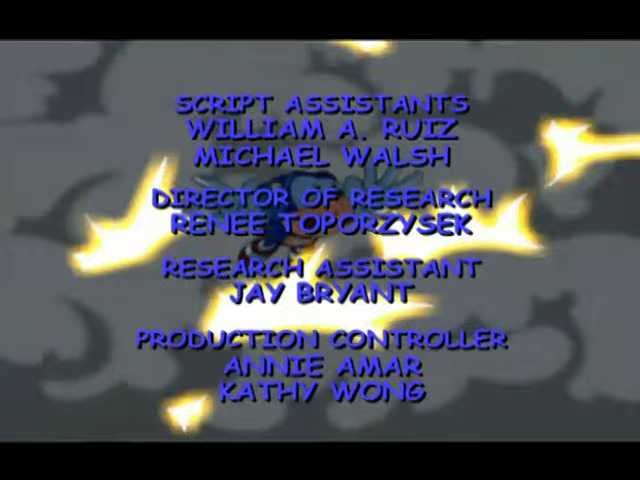 SCRIPT ASSISTANTS
WILLIAM A. RUIZ
MICHAEL WALSH
DIRECTOR OF RESEARCH
RENEE TOPORZYSEK
RESEARCH ASSISTANT
JAY BRYANT
PRODUCTION CONTROLLER
ANNIE AMAR
KATHY WONG